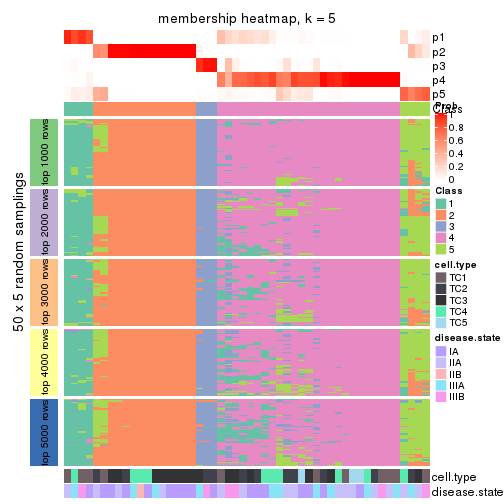 membership heatmap, k = 5
p1
p2
p3
p4
p5
Prob
1
0.8
0.6
0.4
0.2
0
Class
Class
1
2
3
4
5
cell.type
TC1
TC2
TC3
TC4
TC5
disease.state
IA
IIA
IIB
IIIA
IIIB
50 x 5 random samplings
top 1000 rows
top 2000 rows
top 3000 rows
top 4000 rows
top 5000 rows
cell.type
disease.state